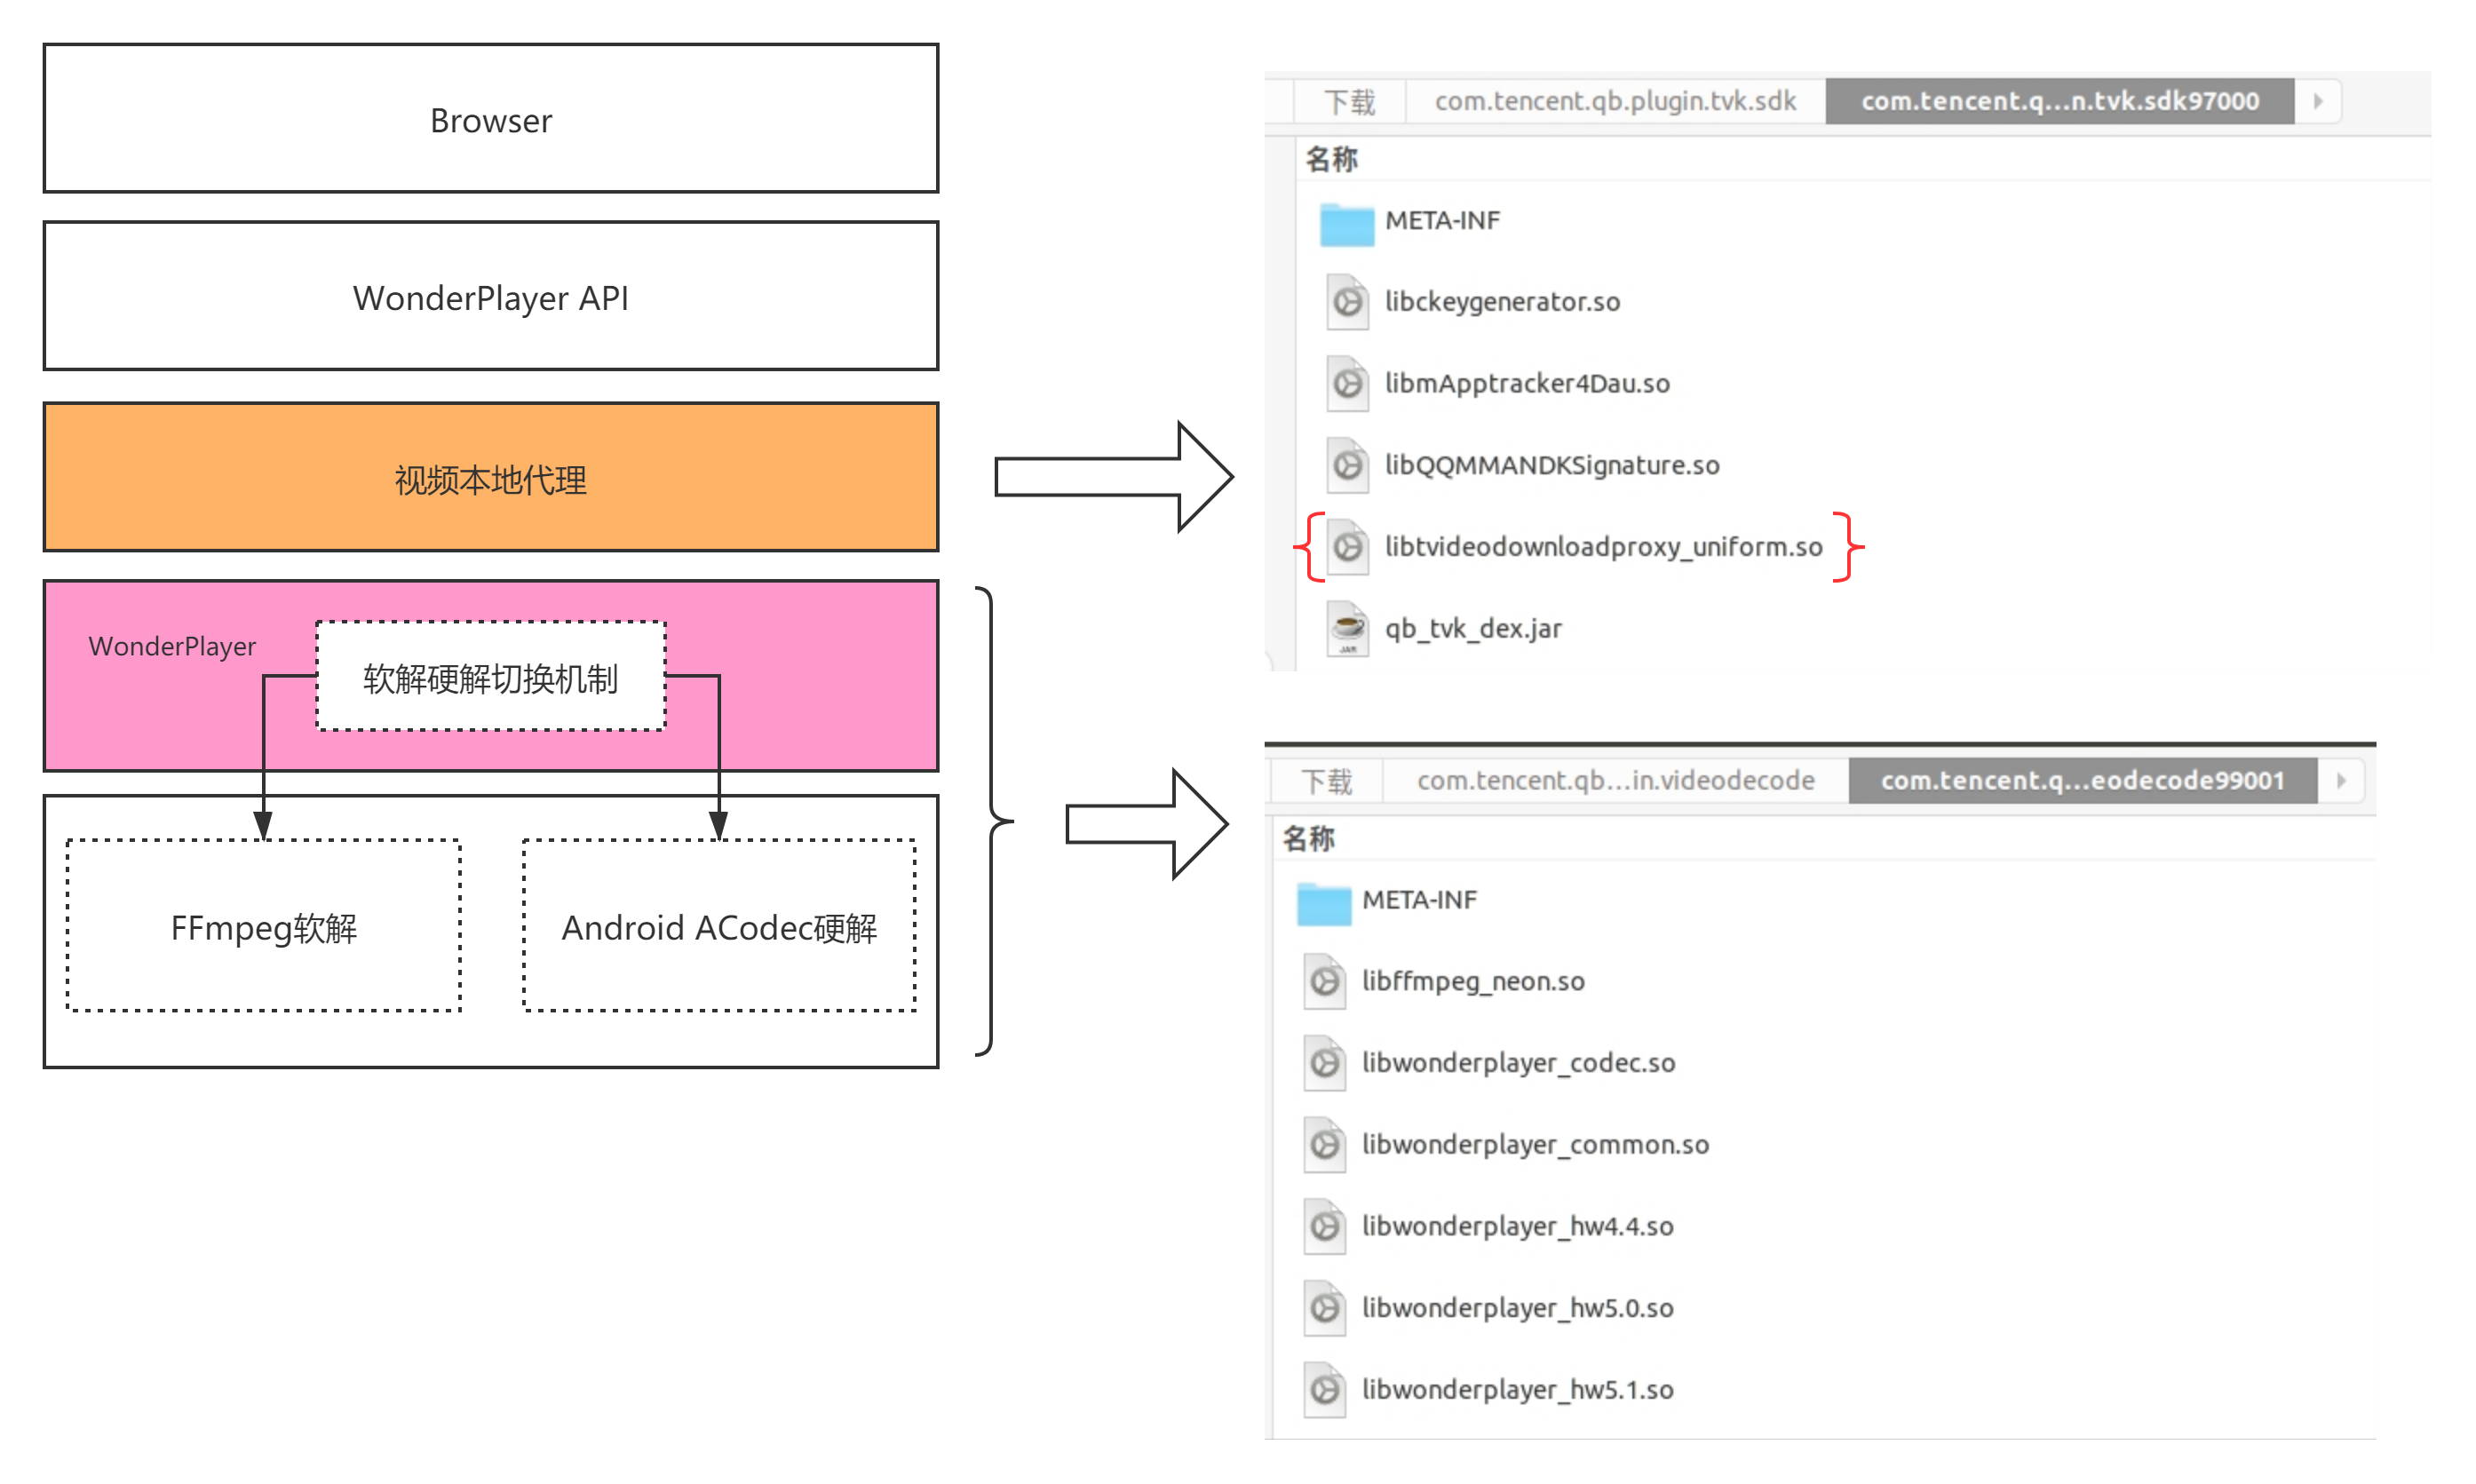 Browser
WonderPlayer API
视频本地代理
WonderPlayer
软解硬解切换机制
FFmpeg软解
Android ACodec硬解
下载
com.tencent.qb.plugin.tvk.sdk
com.tencent.q...n.tvk.sdk97000
名称
META-INF
libckeygenerator.so
libmApptracker4Dau.so
libQQMMANDKSignature.so
libtvideodownloadproxy_uniform.so
JAR
qb_tvk_dex.jar
下载
com.tencent.qb...in.videodecode
com.tencent.q...eodecode99001
名称
META-INF
libffmpeg_neon.so
libwonderplayer_codec.so
libwonderplayer_common.so
libwonderplayer_hw4.4.so
libwonderplayer_hw5.0.so
libwonderplayer_hw5.1.so